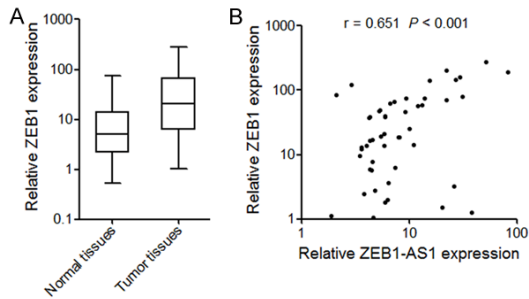 A
Relative ZEB1 expression
1000
100
10
1
0.1
Normal tissues
Tumor tissues
B
r = 0.651 P < 0.001
Relative ZEB1 expression
1000
100
10
1
1
10
100
Relative ZEB1-AS1 expression